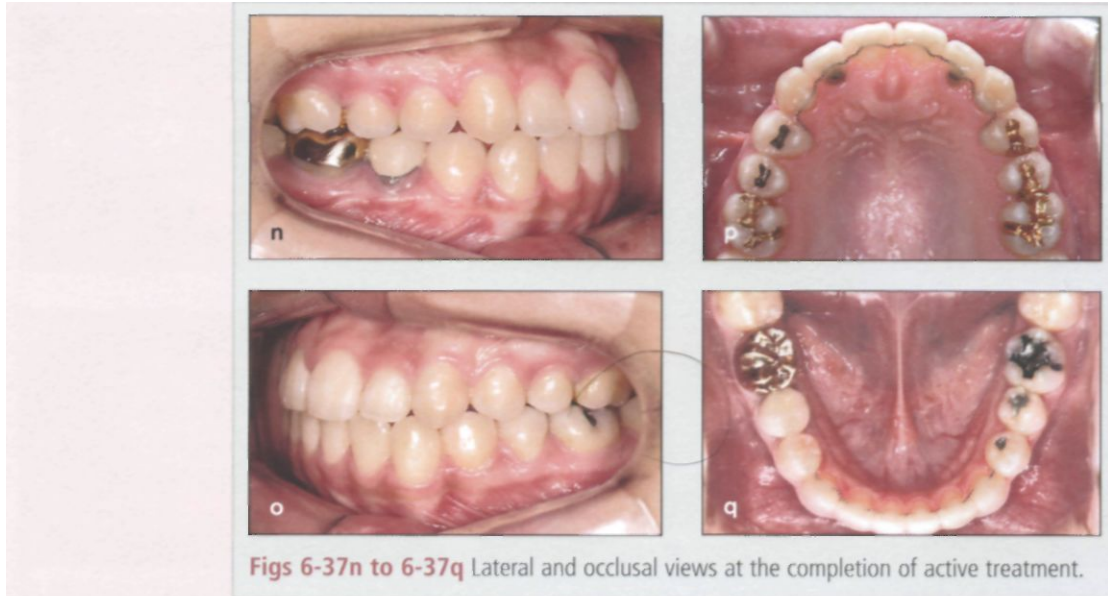 n
p
o
q
Figs 6-37n to 6-37q Lateral and occlusal views at the completion of active treatment.